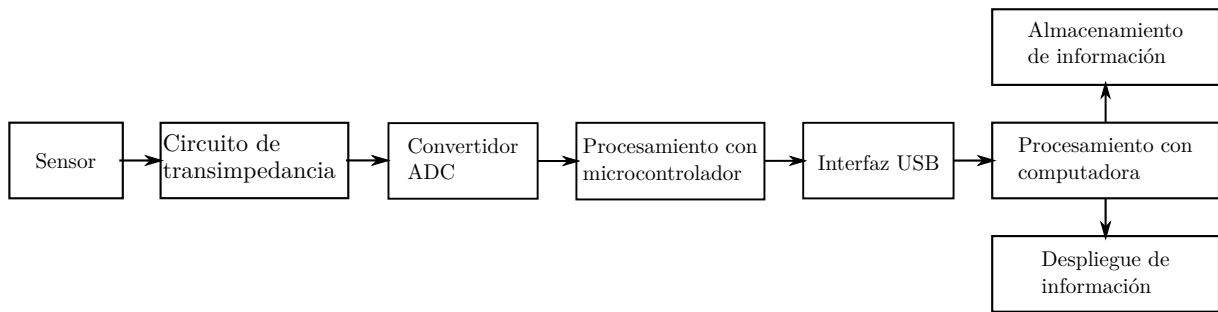 Almacenamiento
de información
Sensor
Circuito de
transimpedancia
Convertidor
ADC
Procesamiento con
microcontrolador
Interfaz USB
Procesamiento con
computadora
Despliegue de
información